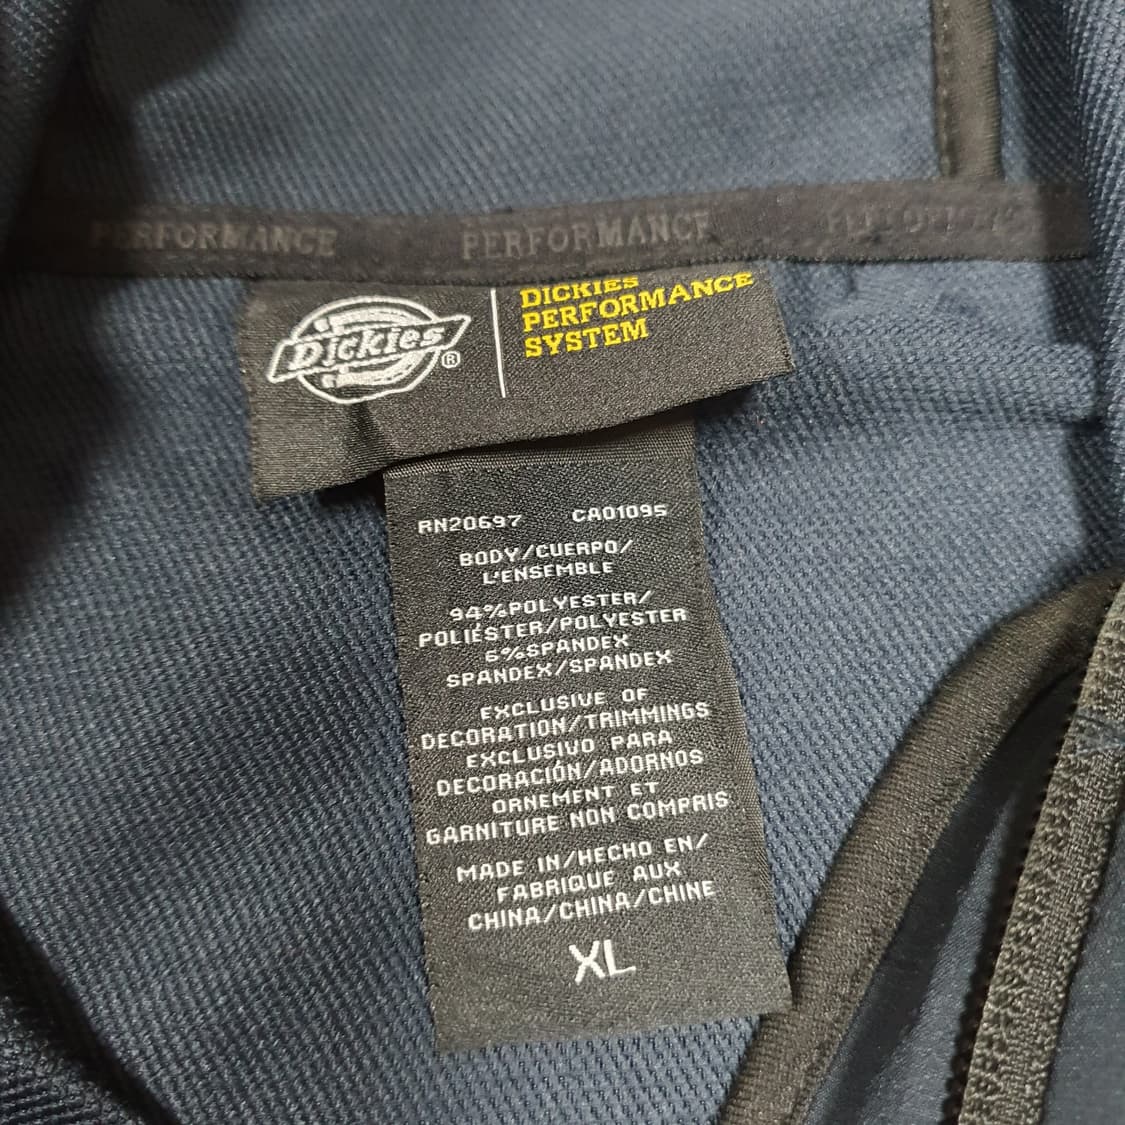 PERFORMANCE PERFORMANCE PERFORMANCE
Dickies®
DICKIES
PERFORMANCE
SYSTEM
RN20697 CA01095
BODY/CUERPO/
L'ENSEMBLE
94%POLYESTER/
POLIÉSTER/POLYESTER
6%SPANDEX
SPANDEX/SPANDEX
EXCLUSIVE OF
DECORATION/TRIMMINGS
EXCLUSIVO PARA
DECORACIÓN/ADORNOS
ORNEMENT ET
GARNITURE NON COMPRIS
MADE IN/HECHO EN/
FABRIQUE AUX
CHINA/CHINA/CHINE
XL